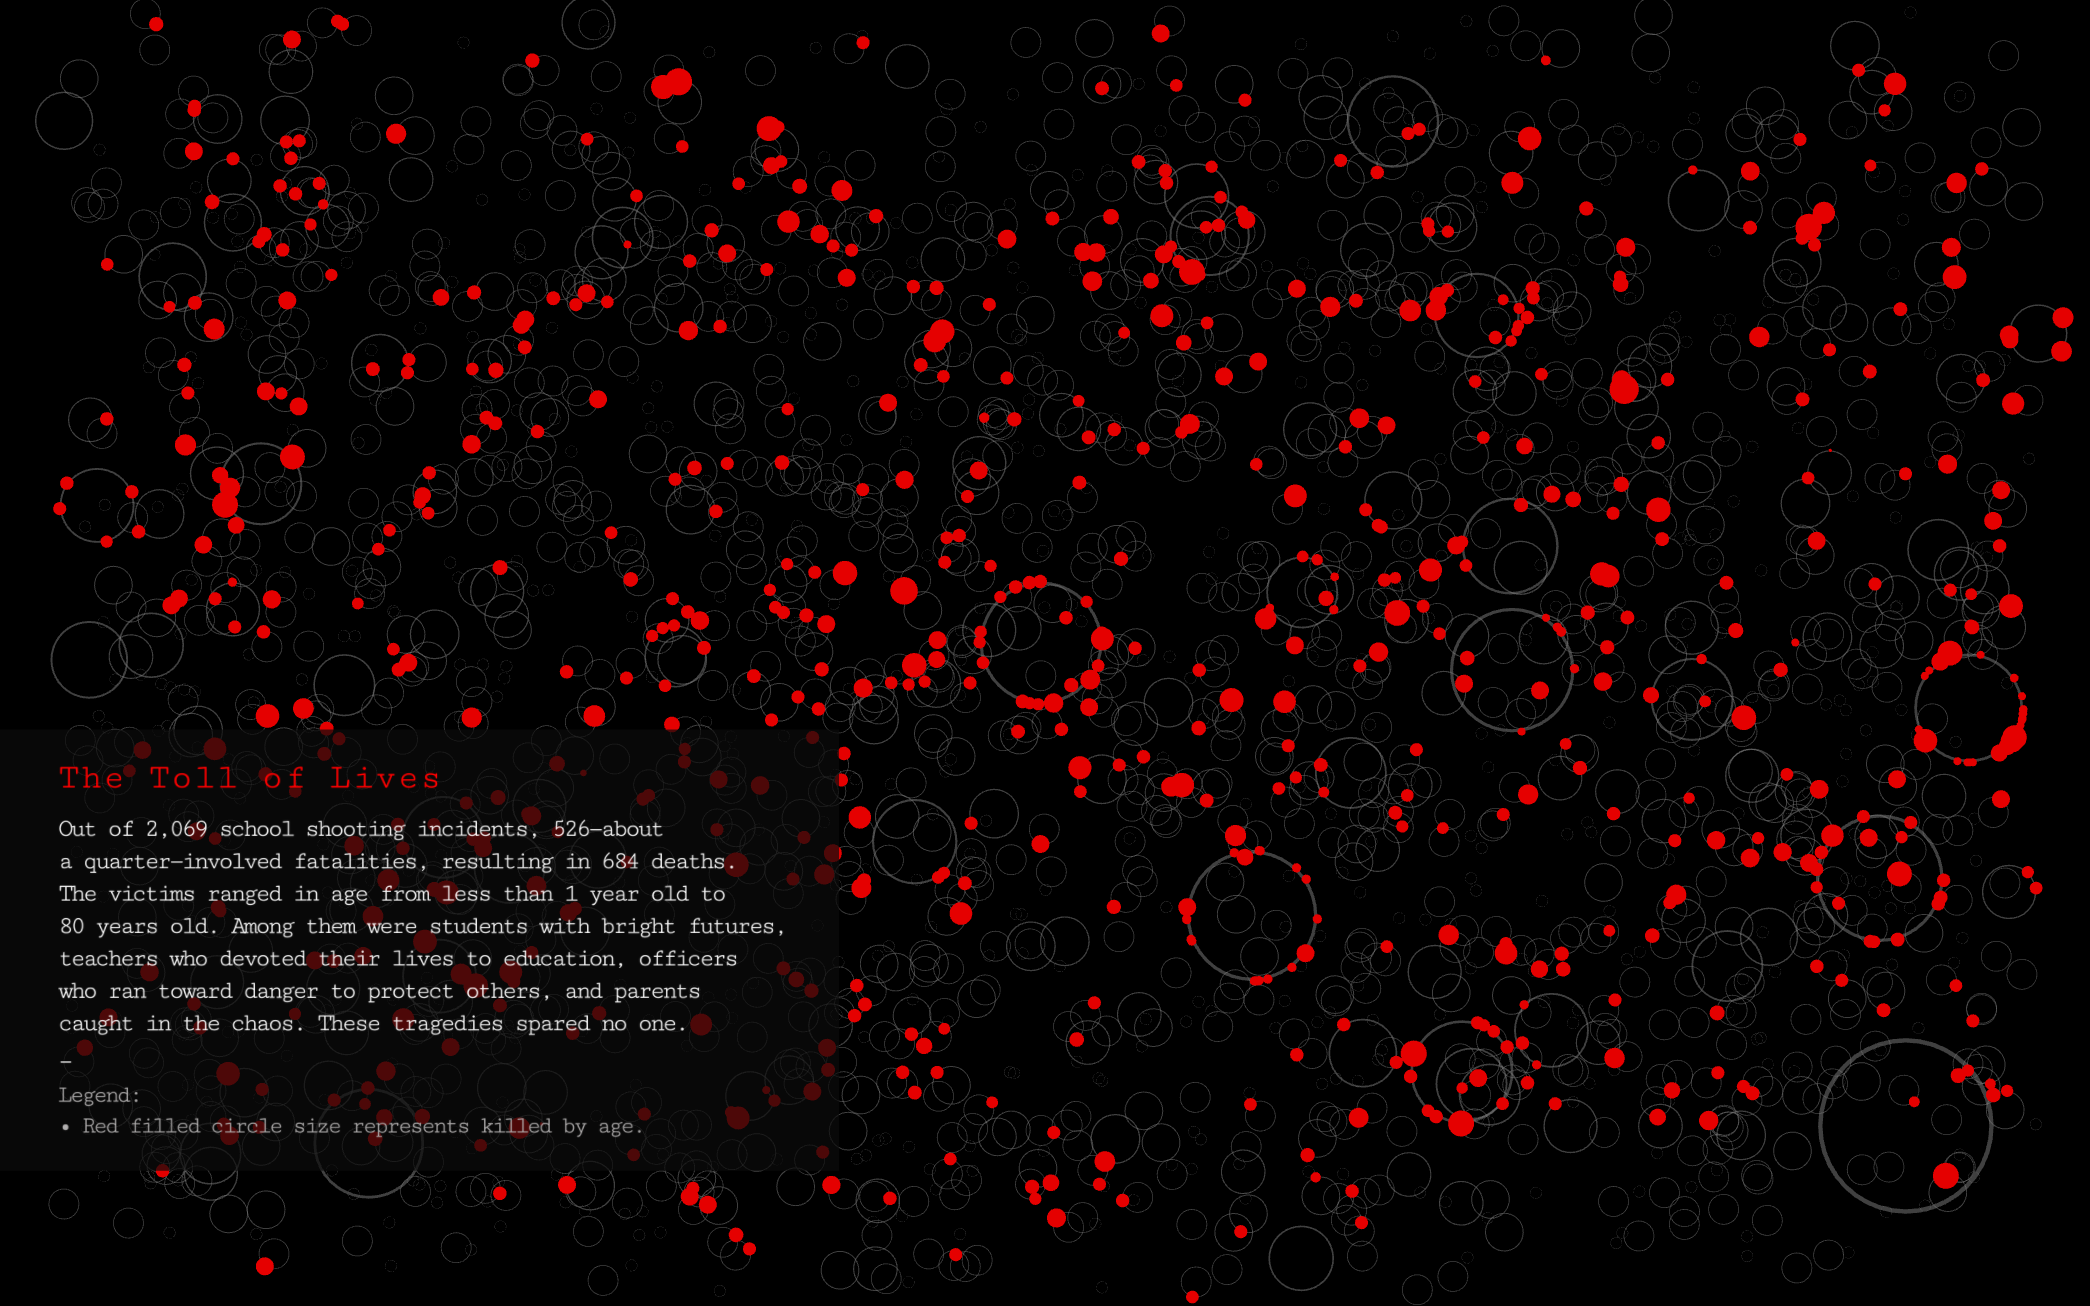 The Toll of Lives
Out of 2,069 school shooting incidents, 526—about
a quarter—involved fatalities, resulting in 684 deaths.
The victims ranged in age from less than 1 year old to
80 years old. Among them were students with bright futures,
teachers who devoted their lives to education, officers
who ran toward danger to protect others, and parents
caught in the chaos. These tragedies spared no one.
–
Legend:
• Red filled circle size represents killed by age.